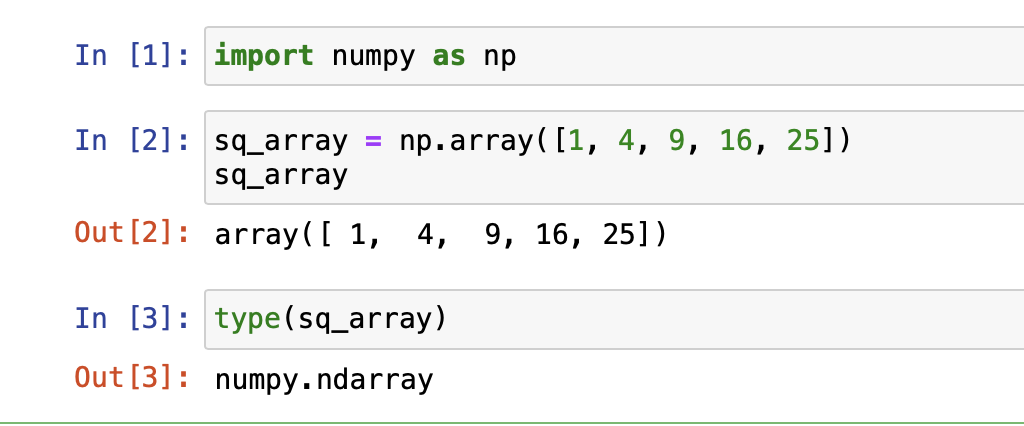 In [1]: import numpy as np
In [2]: sq_array = np.array([1, 4, 9, 16, 25])
sq_array
Out[2]: array([ 1,  4,  9, 16, 25])
In [3]: type(sq_array)
Out[3]: numpy.ndarray